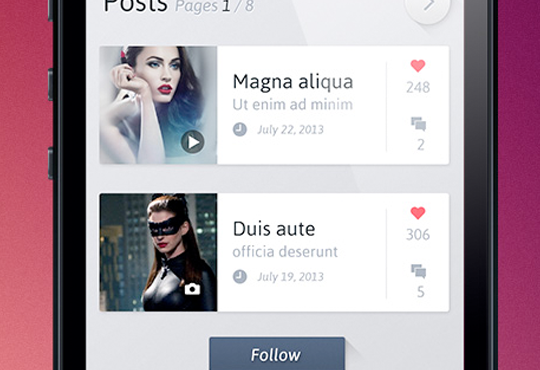 Posts Pages 1 / 8
Magna aliqua
Ut enim ad minim
July 22, 2013
248
2
Duis aute
officia deserunt
July 19, 2013
306
5
Follow